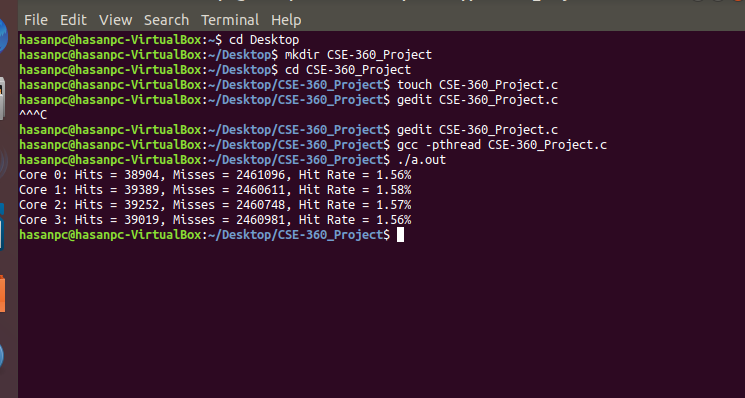 File Edit View Search Terminal Help
hasanpc@hasanpc-VirtualBox:~$ cd Desktop
hasanpc@hasanpc-VirtualBox:~/Desktop$ mkdir CSE-360_Project
hasanpc@hasanpc-VirtualBox:~/Desktop$ cd CSE-360_Project
hasanpc@hasanpc-VirtualBox:~/Desktop/CSE-360_Project$ touch CSE-360_Project.c
hasanpc@hasanpc-VirtualBox:~/Desktop/CSE-360_Project$ gedit CSE-360_Project.c
^^^C
hasanpc@hasanpc-VirtualBox:~/Desktop/CSE-360_Project$ gedit CSE-360_Project.c
hasanpc@hasanpc-VirtualBox:~/Desktop/CSE-360_Project$ gcc -pthread CSE-360_Project.c
hasanpc@hasanpc-VirtualBox:~/Desktop/CSE-360_Project$ ./a.out
Core 0: Hits = 38904, Misses = 2461096, Hit Rate = 1.56%
Core 1: Hits = 39389, Misses = 2460611, Hit Rate = 1.58%
Core 2: Hits = 39252, Misses = 2460748, Hit Rate = 1.57%
Core 3: Hits = 39019, Misses = 2460981, Hit Rate = 1.56%
hasanpc@hasanpc-VirtualBox:~/Desktop/CSE-360_Project$